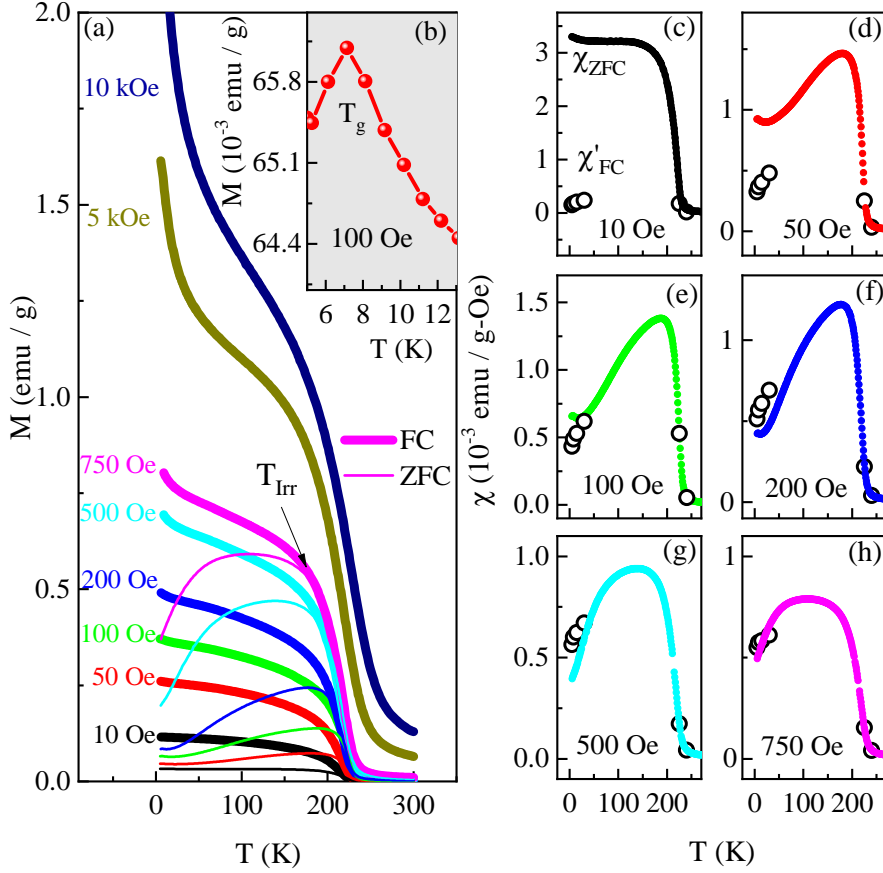 (a)
10 kOe
5 kOe
FC
ZFC
T_Irr
750 Oe
500 Oe
200 Oe
100 Oe
50 Oe
10 Oe
M (emu / g)
2.0
1.5
1.0
0.5
0.0
0 100 200 300
T (K)
(b)
T_g
100 Oe
M (10^-3 emu / g)
65.8
65.1
64.4
6 8 10 12
T (K)
χ (10^-3 emu / g-Oe)
(c)
χ_ZFC
χ'_FC
10 Oe
3
2
1
0
(d)
50 Oe
1
0
(e)
100 Oe
1.5
1.0
0.5
0.0
(f)
200 Oe
1
0
(g)
500 Oe
1.0
0.5
0.0
0 100 200
T (K)
(h)
750 Oe
1
0
0 100 200
T (K)